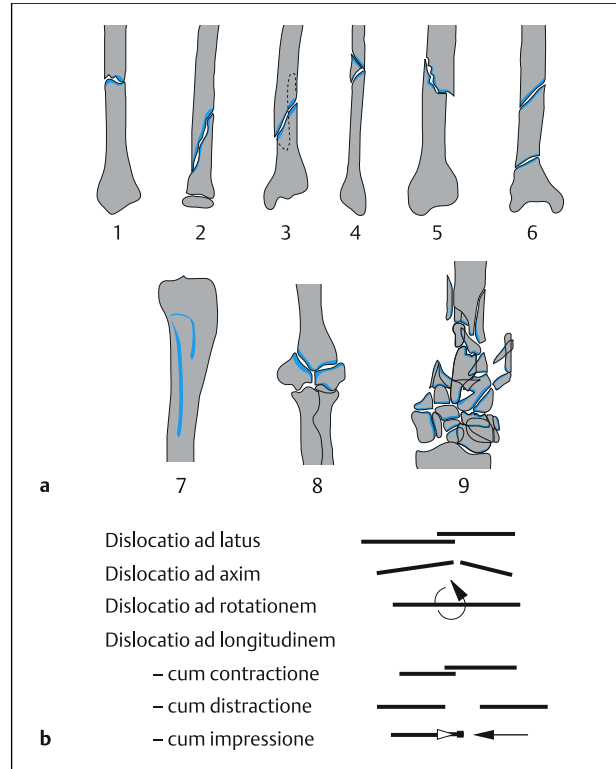 1 2 3 4 5 6
7 8 9
a
Dislocatio ad latus
Dislocatio ad axim
Dislocatio ad rotationem
Dislocatio ad longitudinem
– cum contractione
– cum distractione
– cum impressione
b